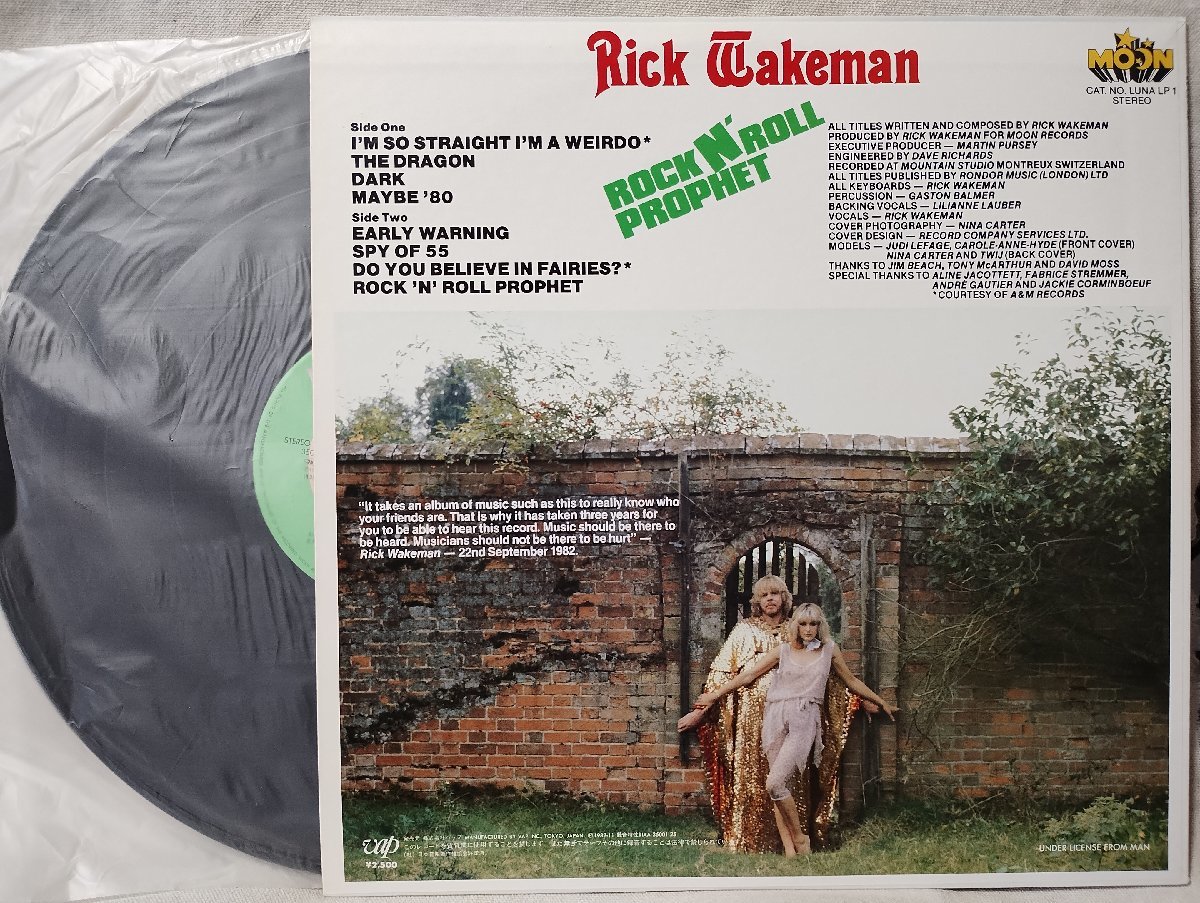 Rick Wakeman
MOON
CAT. NO. LUNA LP 1
STEREO
Side One
I'M SO STRAIGHT I'M A WEIRDO*
THE DRAGON
DARK
MAYBE '80
Side Two
EARLY WARNING
SPY OF 55
DO YOU BELIEVE IN FAIRIES?*
ROCK 'N' ROLL PROPHET
ROCK N' ROLL
PROPHET
ALL TITLES WRITTEN AND COMPOSED BY RICK WAKEMAN
PRODUCED BY RICK WAKEMAN FOR MOON RECORDS
EXECUTIVE PRODUCER — MARTIN PURSEY
ENGINEERED BY DAVE RICHARDS
RECORDED AT MOUNTAIN STUDIO MONTREUX SWITZERLAND
ALL TITLES PUBLISHED BY RONDOR MUSIC (LONDON) LTD
ALL KEYBOARDS — RICK WAKEMAN
PERCUSSION — GASTON BALMER
BACKING VOCALS — LILIANNE LAUBER
VOCALS — RICK WAKEMAN
COVER PHOTOGRAPHY — NINA CARTER
COVER DESIGN — RECORD COMPANY SERVICES LTD.
MODELS — JUDI LEFAGE, CAROLE-ANNE-HYDE (FRONT COVER)
NINA CARTER AND TWIJ (BACK COVER)
THANKS TO JIM BEACH, TONY McARTHUR AND DAVID MOSS
SPECIAL THANKS TO ALINE JACOTTETT, FABRICE STREMMER,
ANDRÉ GAUTIER AND JACKIE CORMINBOEUF
*COURTESY OF A&M RECORDS
STEREO
"It takes an album of music such as this to really know who
your friends are. That is why it has taken three years for
you to be able to hear this record. Music should be there to
be heard. Musicians should not be there to be hurt" —
Rick Wakeman — 22nd September 1982.
vap
¥2,500
MANUFACTURED BY VAP INC., TOKYO, JAPAN.
UNDER LICENSE FROM MAN